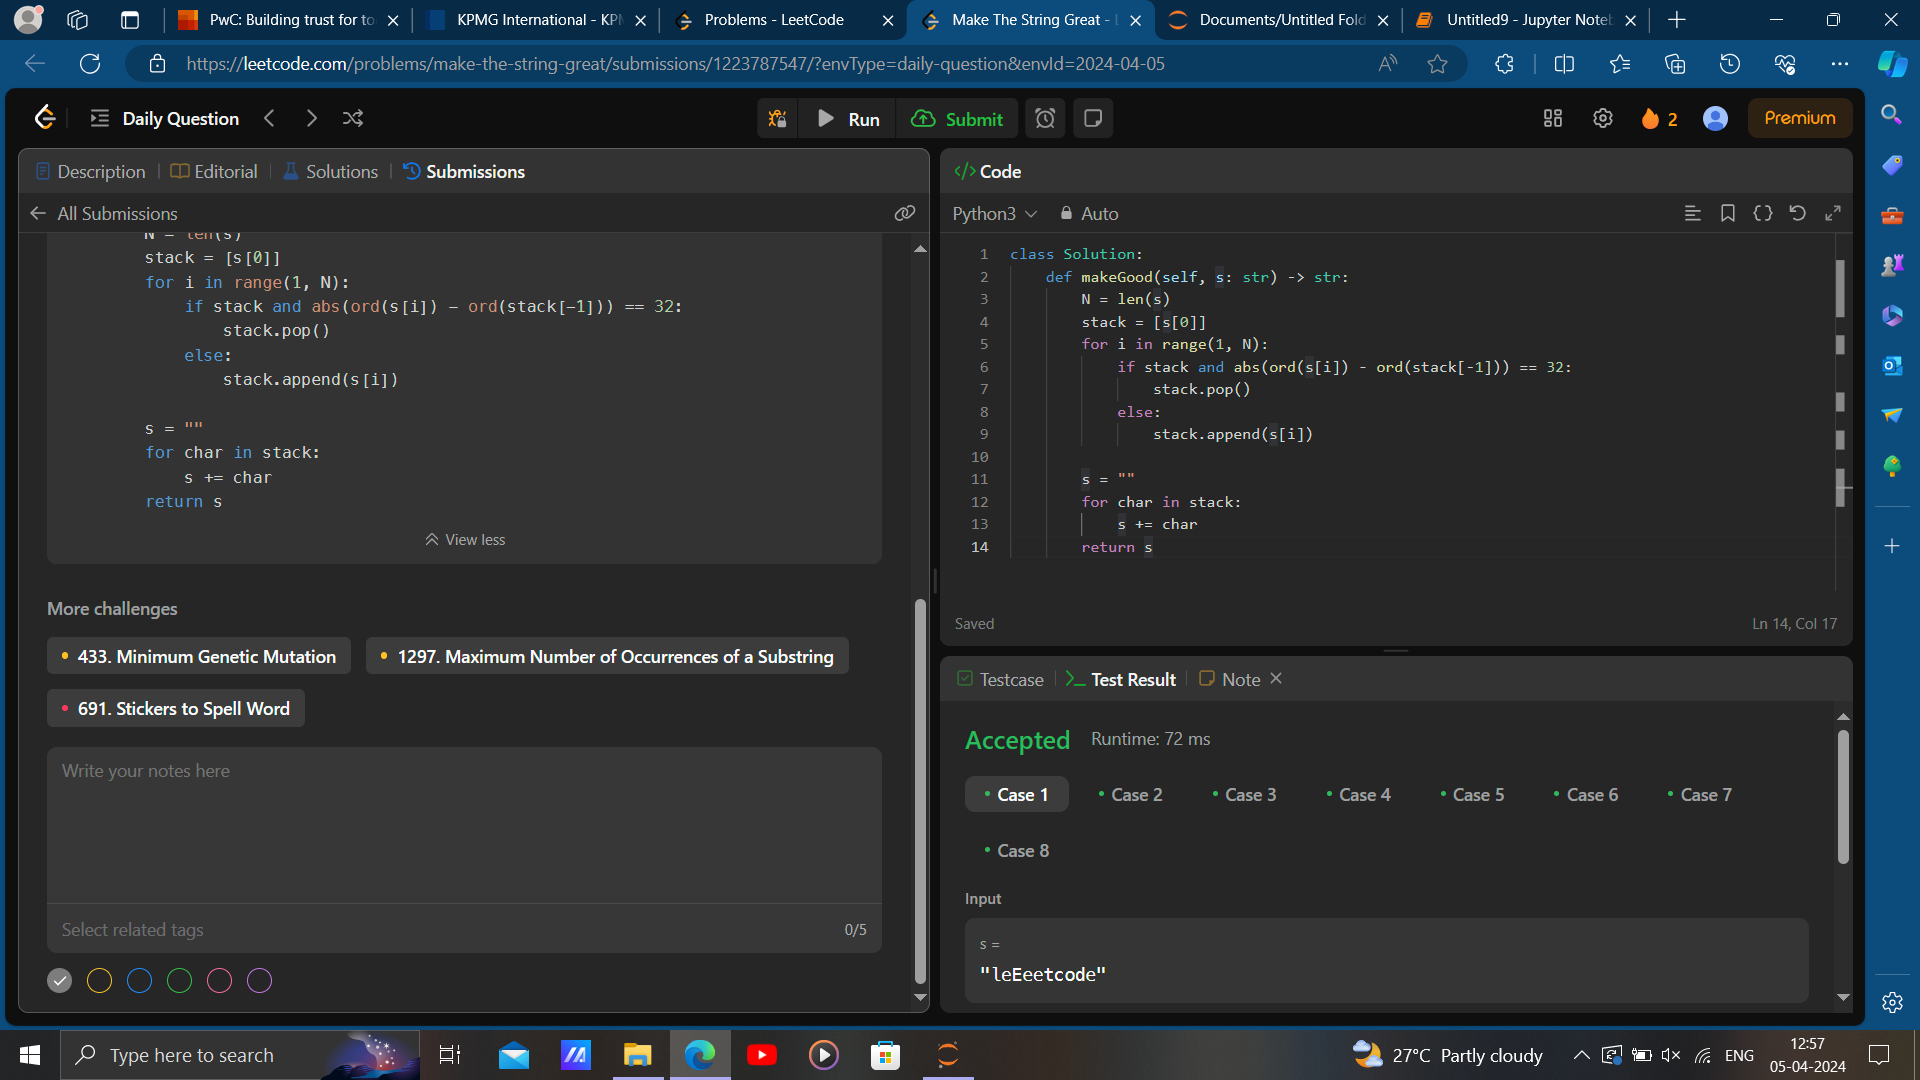 PwC: Building trust for to
KPMG International - KPM
Problems - LeetCode
Make The String Great - L
Documents/Untitled Fold
Untitled9 - Jupyter Noteb
https://leetcode.com/problems/make-the-string-great/submissions/1223787547/?envType=daily-question&envId=2024-04-05
Daily Question
Run
Submit
2
Premium
Description
Editorial
Solutions
Submissions
All Submissions
N = len(s)
stack = [s[0]]
for i in range(1, N):
if stack and abs(ord(s[i]) - ord(stack[-1])) == 32:
stack.pop()
else:
stack.append(s[i])
s = ""
for char in stack:
s += char
return s
View less
More challenges
433. Minimum Genetic Mutation
1297. Maximum Number of Occurrences of a Substring
691. Stickers to Spell Word
Write your notes here
Select related tags
0/5
</> Code
Python3
Auto
1 class Solution:
2 def makeGood(self, s: str) -> str:
3 N = len(s)
4 stack = [s[0]]
5 for i in range(1, N):
6 if stack and abs(ord(s[i]) - ord(stack[-1])) == 32:
7 stack.pop()
8 else:
9 stack.append(s[i])
10
11 s = ""
12 for char in stack:
13 s += char
14 return s
Saved
Ln 14, Col 17
Testcase
Test Result
Note
Accepted
Runtime: 72 ms
Case 1
Case 2
Case 3
Case 4
Case 5
Case 6
Case 7
Case 8
Input
s =
"leEeetcode"
Type here to search
27°C Partly cloudy
ENG
12:57
05-04-2024